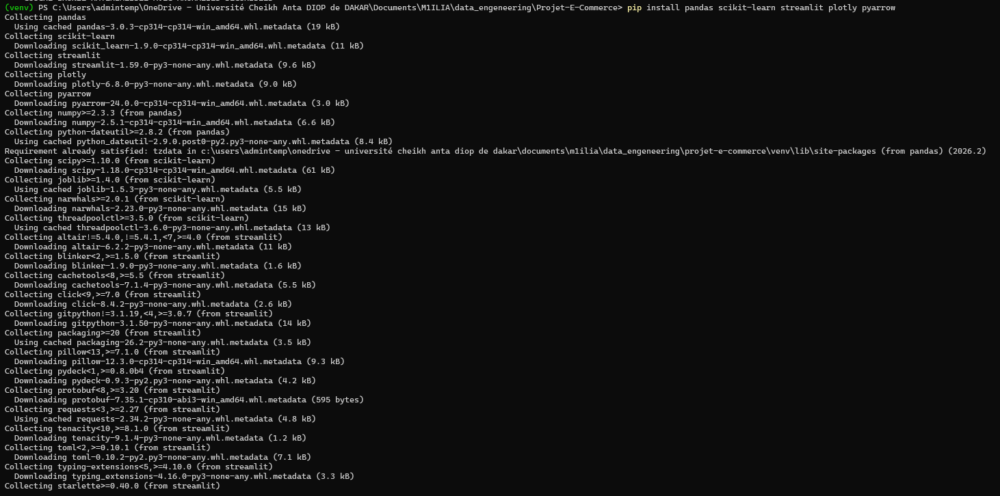 (venv) PS C:\Users\admintemp\OneDrive - Université Cheikh Anta DIOP de DAKAR\Documents\M1ILIA\data_engeneering\Projet-E-Commerce> pip install pandas scikit-learn streamlit plotly pyarrow
Collecting pandas
  Using cached pandas-3.0.3-cp314-cp314-win_amd64.whl.metadata (19 kB)
Collecting scikit-learn
  Downloading scikit_learn-1.9.0-cp314-cp314-win_amd64.whl.metadata (11 kB)
Collecting streamlit
  Downloading streamlit-1.59.0-py3-none-any.whl.metadata (9.6 kB)
Collecting plotly
  Downloading plotly-6.8.0-py3-none-any.whl.metadata (9.0 kB)
Collecting pyarrow
  Downloading pyarrow-24.0.0-cp314-cp314-win_amd64.whl.metadata (3.0 kB)
Collecting numpy>=2.3.3 (from pandas)
  Downloading numpy-2.5.1-cp314-cp314-win_amd64.whl.metadata (6.6 kB)
Collecting python-dateutil>=2.8.2 (from pandas)
  Using cached python_dateutil-2.9.0.post0-py2.py3-none-any.whl.metadata (8.4 kB)
Requirement already satisfied: tzdata in c:\users\admintemp\onedrive - université cheikh anta diop de dakar\documents\m1ilia\data_engeneering\projet-e-commerce\venv\lib\site-packages (from pandas) (2026.2)
Collecting scipy>=1.10.0 (from scikit-learn)
  Downloading scipy-1.18.0-cp314-cp314-win_amd64.whl.metadata (61 kB)
Collecting joblib>=1.4.0 (from scikit-learn)
  Using cached joblib-1.5.3-py3-none-any.whl.metadata (5.5 kB)
Collecting narwhals>=2.0.1 (from scikit-learn)
  Downloading narwhals-2.23.0-py3-none-any.whl.metadata (15 kB)
Collecting threadpoolctl>=3.5.0 (from scikit-learn)
  Using cached threadpoolctl-3.6.0-py3-none-any.whl.metadata (13 kB)
Collecting altair!=5.4.0,!=5.4.1,<7,>=4.0 (from streamlit)
  Downloading altair-6.2.2-py3-none-any.whl.metadata (11 kB)
Collecting blinker<2,>=1.5.0 (from streamlit)
  Downloading blinker-1.9.0-py3-none-any.whl.metadata (1.6 kB)
Collecting cachetools<8,>=5.5 (from streamlit)
  Downloading cachetools-7.1.4-py3-none-any.whl.metadata (5.5 kB)
Collecting click<9,>=7.0 (from streamlit)
  Downloading click-8.4.2-py3-none-any.whl.metadata (2.6 kB)
Collecting gitpython!=3.1.19,<4,>=3.0.7 (from streamlit)
  Downloading gitpython-3.1.50-py3-none-any.whl.metadata (14 kB)
Collecting packaging>=20 (from streamlit)
  Using cached packaging-26.2-py3-none-any.whl.metadata (3.5 kB)
Collecting pillow<13,>=7.1.0 (from streamlit)
  Downloading pillow-12.3.0-cp314-cp314-win_amd64.whl.metadata (9.3 kB)
Collecting pydeck<1,>=0.8.0b4 (from streamlit)
  Downloading pydeck-0.9.3-py2.py3-none-any.whl.metadata (4.2 kB)
Collecting protobuf<8,>=3.20 (from streamlit)
  Downloading protobuf-7.35.1-cp310-abi3-win_amd64.whl.metadata (595 bytes)
Collecting requests<3,>=2.27 (from streamlit)
  Using cached requests-2.34.2-py3-none-any.whl.metadata (4.8 kB)
Collecting tenacity<10,>=8.1.0 (from streamlit)
  Downloading tenacity-9.1.4-py3-none-any.whl.metadata (1.2 kB)
Collecting toml<2,>=0.10.1 (from streamlit)
  Downloading toml-0.10.2-py2.py3-none-any.whl.metadata (7.1 kB)
Collecting typing-extensions<5,>=4.10.0 (from streamlit)
  Downloading typing_extensions-4.16.0-py3-none-any.whl.metadata (3.3 kB)
Collecting starlette>=0.40.0 (from streamlit)